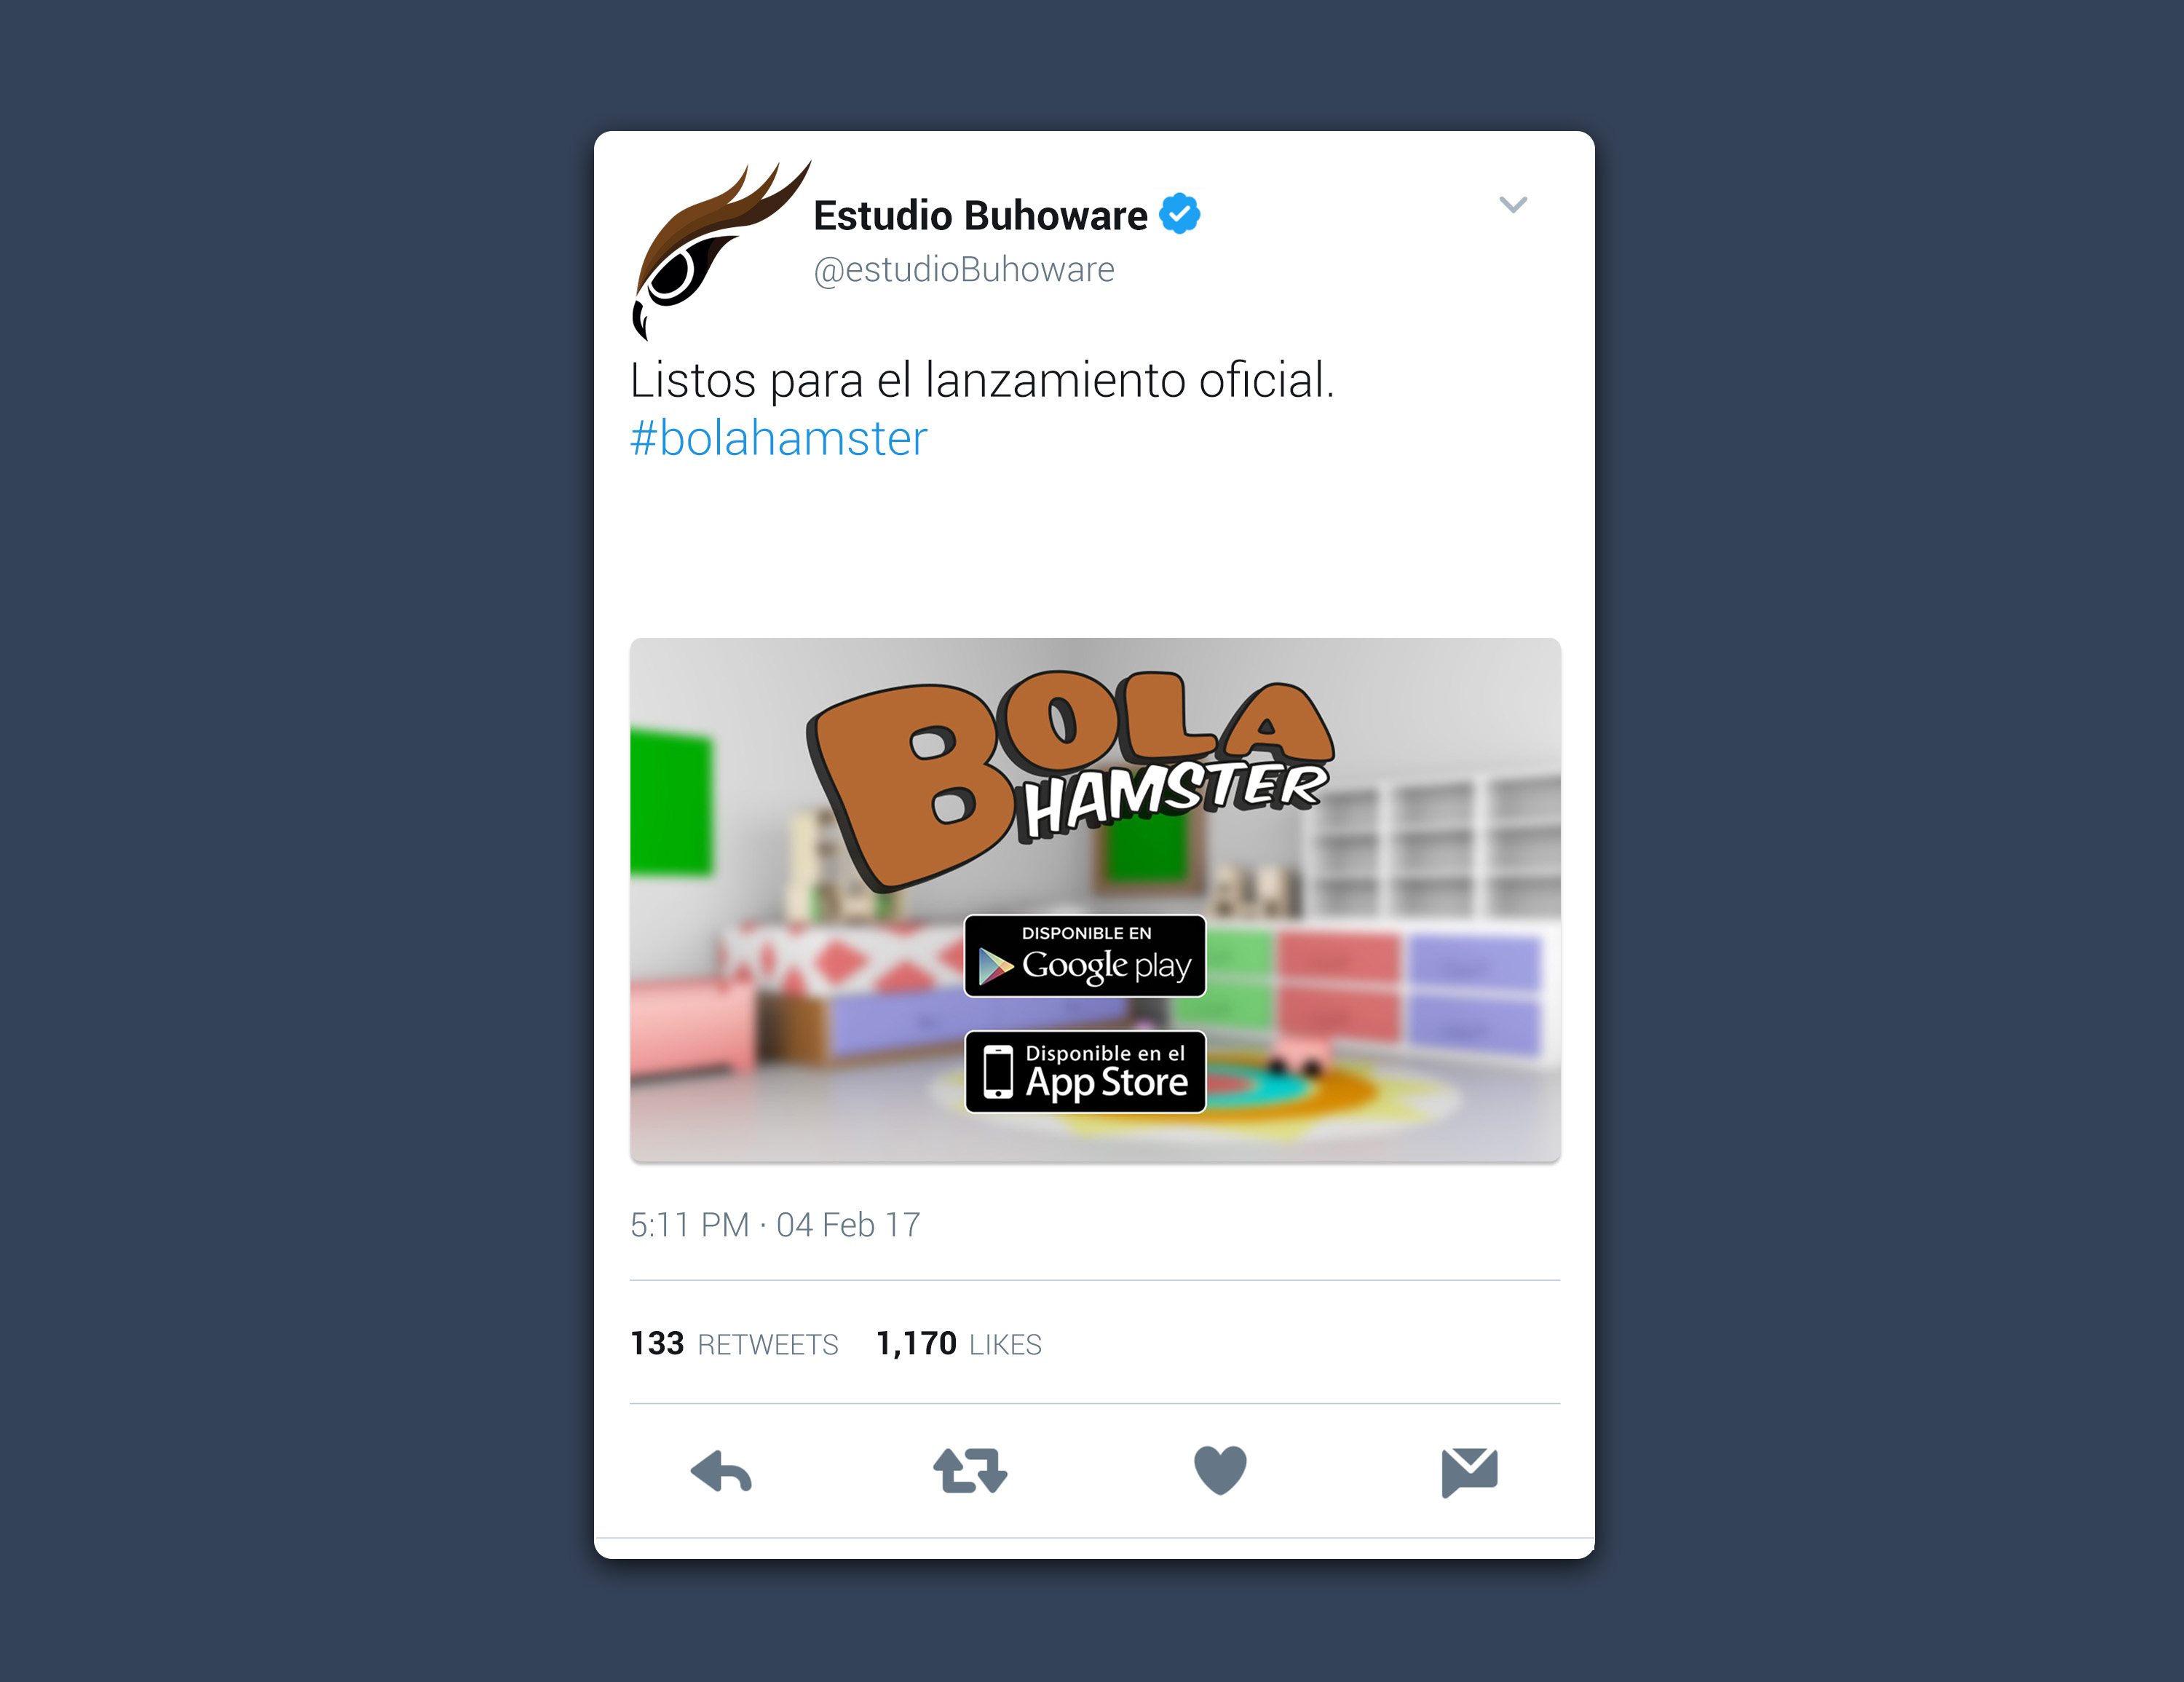 Estudio Buhoware
@estudioBuhoware
Listos para el lanzamiento oficial.
#bolahamster
BOLA
HAMSTER
DISPONIBLE EN
Google play
Disponible en el
App Store
5:11 PM · 04 Feb 17
133 RETWEETS 1,170 LIKES